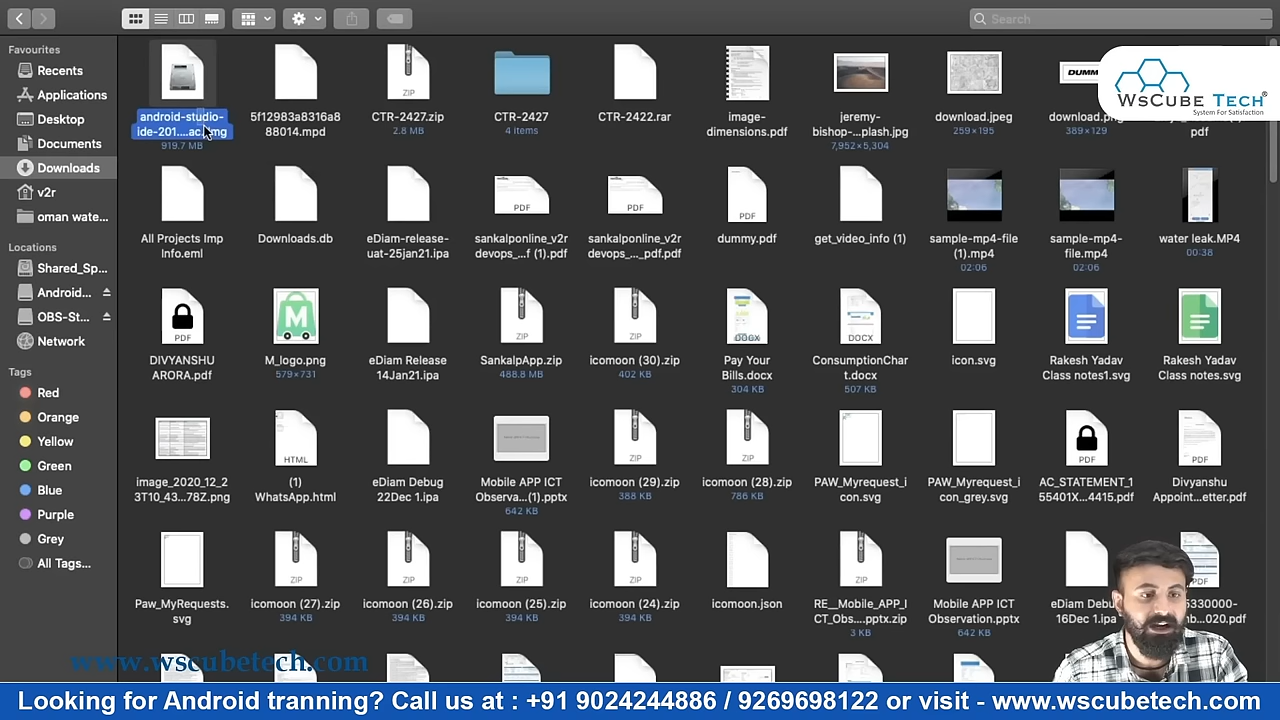 Search
Favourites
Recents
Applications
Desktop
Documents
Downloads
v2r
oman wate...
Locations
Shared_Sp...
Android...
OBS-St...
Network
Tags
Red
Orange
Yellow
Green
Blue
Purple
Grey
All Tags...
android-studio-
ide-201....ac.dmg
919.7 MB
5f12983a8316a8
88014.mpd
ZIP
CTR-2427.zip
2.8 MB
CTR-2427
4 items
CTR-2422.rar
image-
dimensions.pdf
jeremy-
bishop-...plash.jpg
7,952×5,304
download.jpeg
259×195
DUMM
download.png
389×129
pdf
WsCube Tech®
System For Satisfaction
All Projects Imp
Info.eml
Downloads.db
eDiam-release-
uat-25jan21.ipa
PDF
sankalponline_v2r
devops_...f (1).pdf
PDF
sankalponline_v2r
devops_..._pdf.pdf
PDF
dummy.pdf
get_video_info (1)
sample-mp4-file
(1).mp4
02:06
sample-mp4-
file.mp4
02:06
water leak.MP4
00:38
PDF
DIVYANSHU
ARORA.pdf
M
M_logo.png
579×731
eDiam Release
14Jan21.ipa
ZIP
SankalpApp.zip
488.8 MB
ZIP
icomoon (30).zip
402 KB
DOCX
Pay Your
Bills.docx
304 KB
DOCX
ConsumptionChar
t.docx
507 KB
icon.svg
Rakesh Yadav
Class notes1.svg
Rakesh Yadav
Class notes.svg
image_2020_12_2
3T10_43...78Z.png
HTML
(1)
WhatsApp.html
eDiam Debug
22Dec 1.ipa
Mobile APP ICT
Observa...(1).pptx
642 KB
ZIP
icomoon (29).zip
388 KB
ZIP
icomoon (28).zip
786 KB
PAW_Myrequest_i
con.svg
PAW_Myrequest_i
con_grey.svg
PDF
AC_STATEMENT_1
55401X...4415.pdf
PDF
Divyanshu
Appoint...etter.pdf
Paw_MyRequests.
svg
ZIP
icomoon (27).zip
394 KB
ZIP
icomoon (26).zip
394 KB
ZIP
icomoon (25).zip
394 KB
ZIP
icomoon (24).zip
394 KB
icomoon.json
ZIP
RE__Mobile_APP_I
CT_Obs....pptx.zip
3 KB
Mobile APP ICT
Observation.pptx
642 KB
eDiam Debu
16Dec 1.ipa
PDF
5330000-
020.pdf
www.wscubetech.com
Looking for Android tranning? Call us at : +91 9024244886 / 9269698122 or visit - www.wscubetech.com